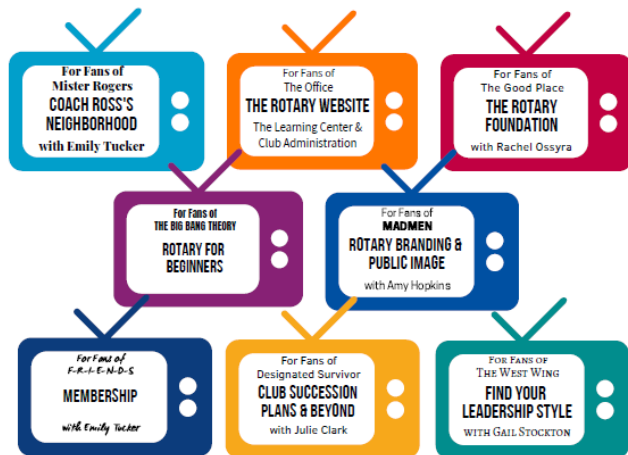 For Fans of
Mister Rogers
COACH ROSS'S
NEIGHBORHOOD
with Emily Tucker
For Fans of
The Office
THE ROTARY WEBSITE
The Learning Center &
Club Administration
For Fans of
The Good Place
THE ROTARY
FOUNDATION
with Rachel Ossyra
For Fans of
THE BIG BANG THEORY
ROTARY FOR
BEGINNERS
For Fans of
MADMEN
ROTARY BRANDING &
PUBLIC IMAGE
with Amy Hopkins
For Fans of
F-R-I-E-N-D-S
MEMBERSHIP
with Emily Tucker
For Fans of
Designated Survivor
CLUB SUCCESSION
PLANS & BEYOND
with Julie Clark
FOR FANS OF
THE WEST WING
FIND YOUR
LEADERSHIP STYLE
WITH GAIL STOCKTON